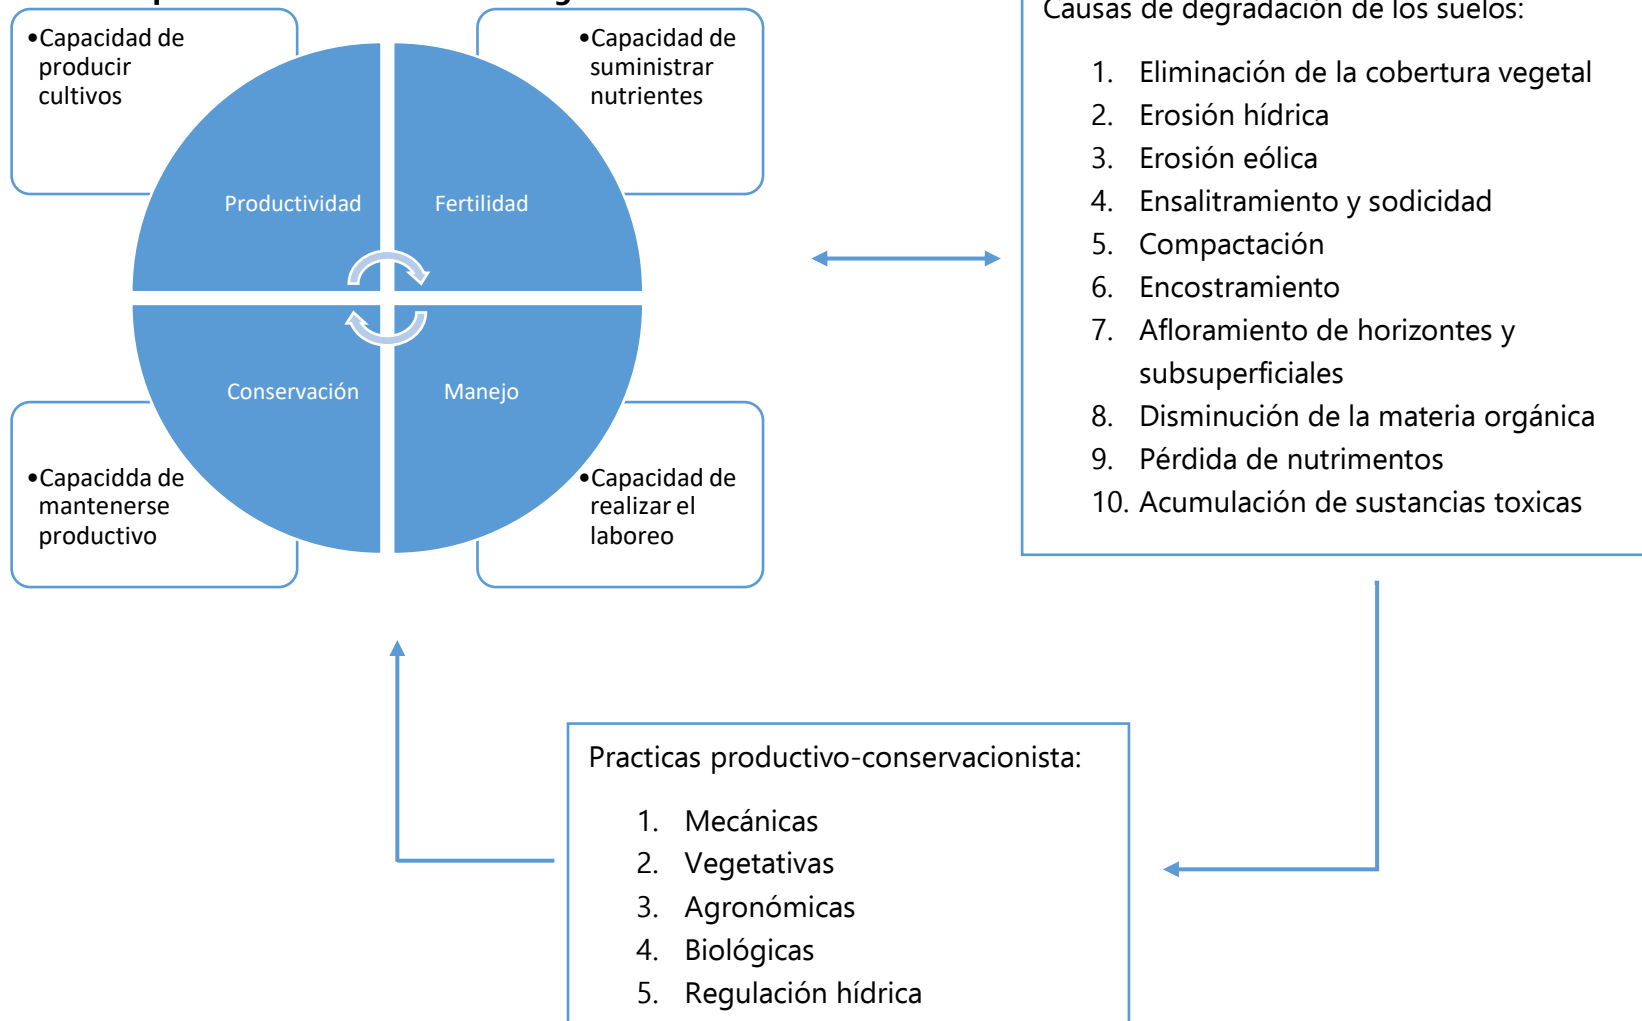 •Capacidad de
producir
cultivos
•Capacidad de
suministrar
nutrientes
Productividad
Fertilidad
Conservación
Manejo
•Capacidda de
mantenerse
productivo
•Capacidad de
realizar el
laboreo
Causas de degradación de los suelos:
1. Eliminación de la cobertura vegetal
2. Erosión hídrica
3. Erosión eólica
4. Ensalitramiento y sodicidad
5. Compactación
6. Encostramiento
7. Afloramiento de horizontes y
subsuperficiales
8. Disminución de la materia orgánica
9. Pérdida de nutrimentos
10. Acumulación de sustancias toxicas
Practicas productivo-conservacionista:
1. Mecánicas
2. Vegetativas
3. Agronómicas
4. Biológicas
5. Regulación hídrica